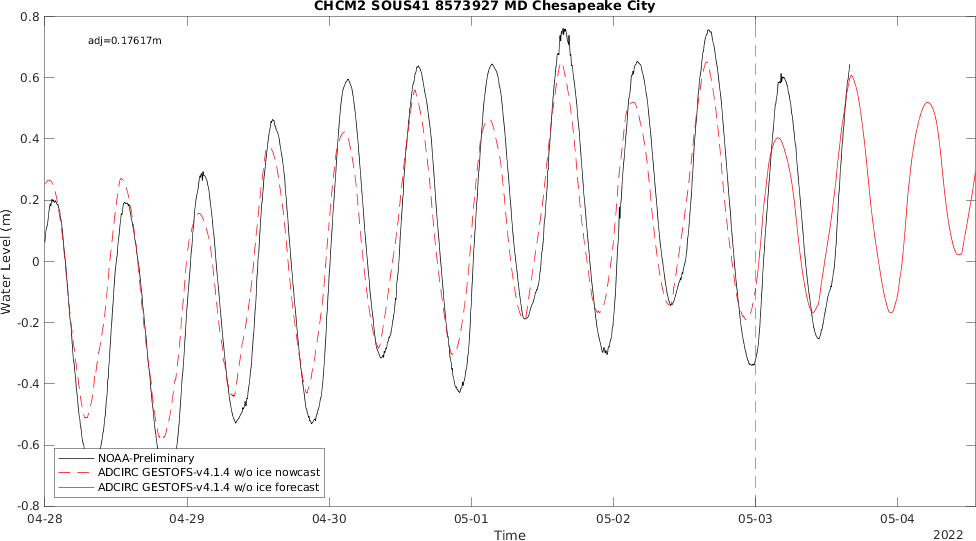 CHCM2 SOUS41 8573927 MD Chesapeake City
adj=0.17617m
0.8
0.6
0.4
0.2
0
-0.2
-0.4
-0.6
-0.8
Water Level (m)
NOAA-Preliminary
ADCIRC GESTOFS-v4.1.4 w/o ice nowcast
ADCIRC GESTOFS-v4.1.4 w/o ice forecast
04-28 04-29 04-30 05-01 05-02 05-03 05-04
Time
2022